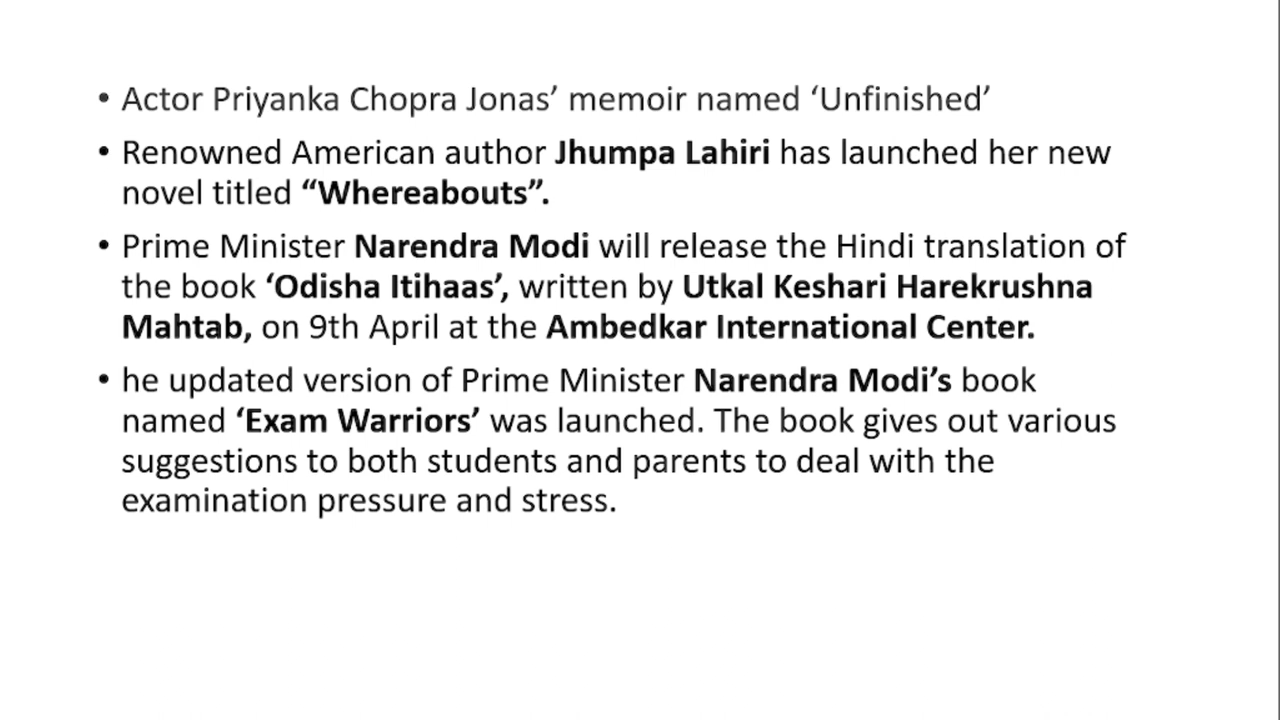 • Actor Priyanka Chopra Jonas’ memoir named ‘Unfinished’
• Renowned American author Jhumpa Lahiri has launched her new
novel titled “Whereabouts”.
• Prime Minister Narendra Modi will release the Hindi translation of
the book ‘Odisha Itihaas’, written by Utkal Keshari Harekrushna
Mahtab, on 9th April at the Ambedkar International Center.
• he updated version of Prime Minister Narendra Modi’s book
named ‘Exam Warriors’ was launched. The book gives out various
suggestions to both students and parents to deal with the
examination pressure and stress.